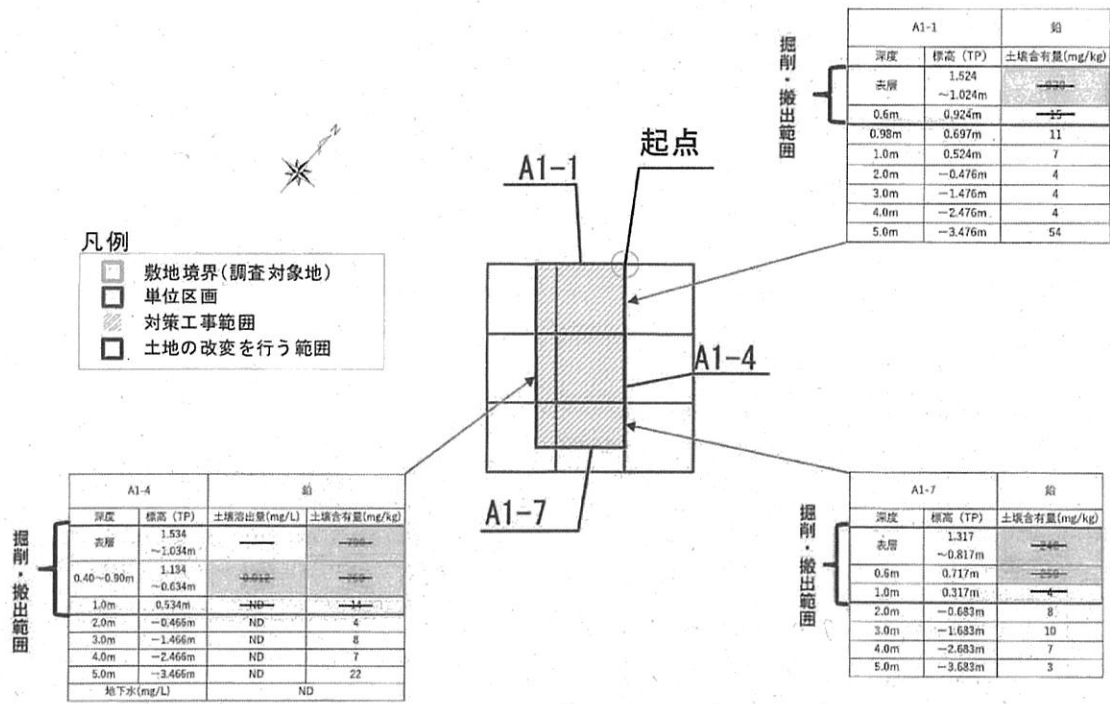 A1-1 鉛
深度 標高（TP） 土壌含有量(mg/kg)
表層 1.524
～1.024m
0.6m 0.924m 15
0.98m 0.697m 11
1.0m 0.524m 7
2.0m －0.476m 4
3.0m －1.476m 4
4.0m －2.476m 4
5.0m －3.476m 54
掘削・搬出範囲
N
起点
A1-1
凡例
敷地境界(調査対象地)
単位区画
対策工事範囲
土地の改変を行う範囲
A1-4
A1-7
A1-4 鉛
深度 標高（TP） 土壌溶出量(mg/L) 土壌含有量(mg/kg)
表層 1.534
～1.034m
0.40～0.90m 1.134
～0.634m 0.012
1.0m 0.534m ND 14
2.0m －0.466m ND 4
3.0m －1.466m ND 8
4.0m －2.466m ND 7
5.0m －3.466m ND 22
地下水(mg/L) ND
掘削・搬出範囲
A1-7 鉛
深度 標高（TP） 土壌含有量(mg/kg)
表層 1.317
～0.817m 240
0.6m 0.717m 250
1.0m 0.317m 4
2.0m －0.683m 8
3.0m －1.683m 10
4.0m －2.683m 7
5.0m －3.683m 3
掘削・搬出範囲